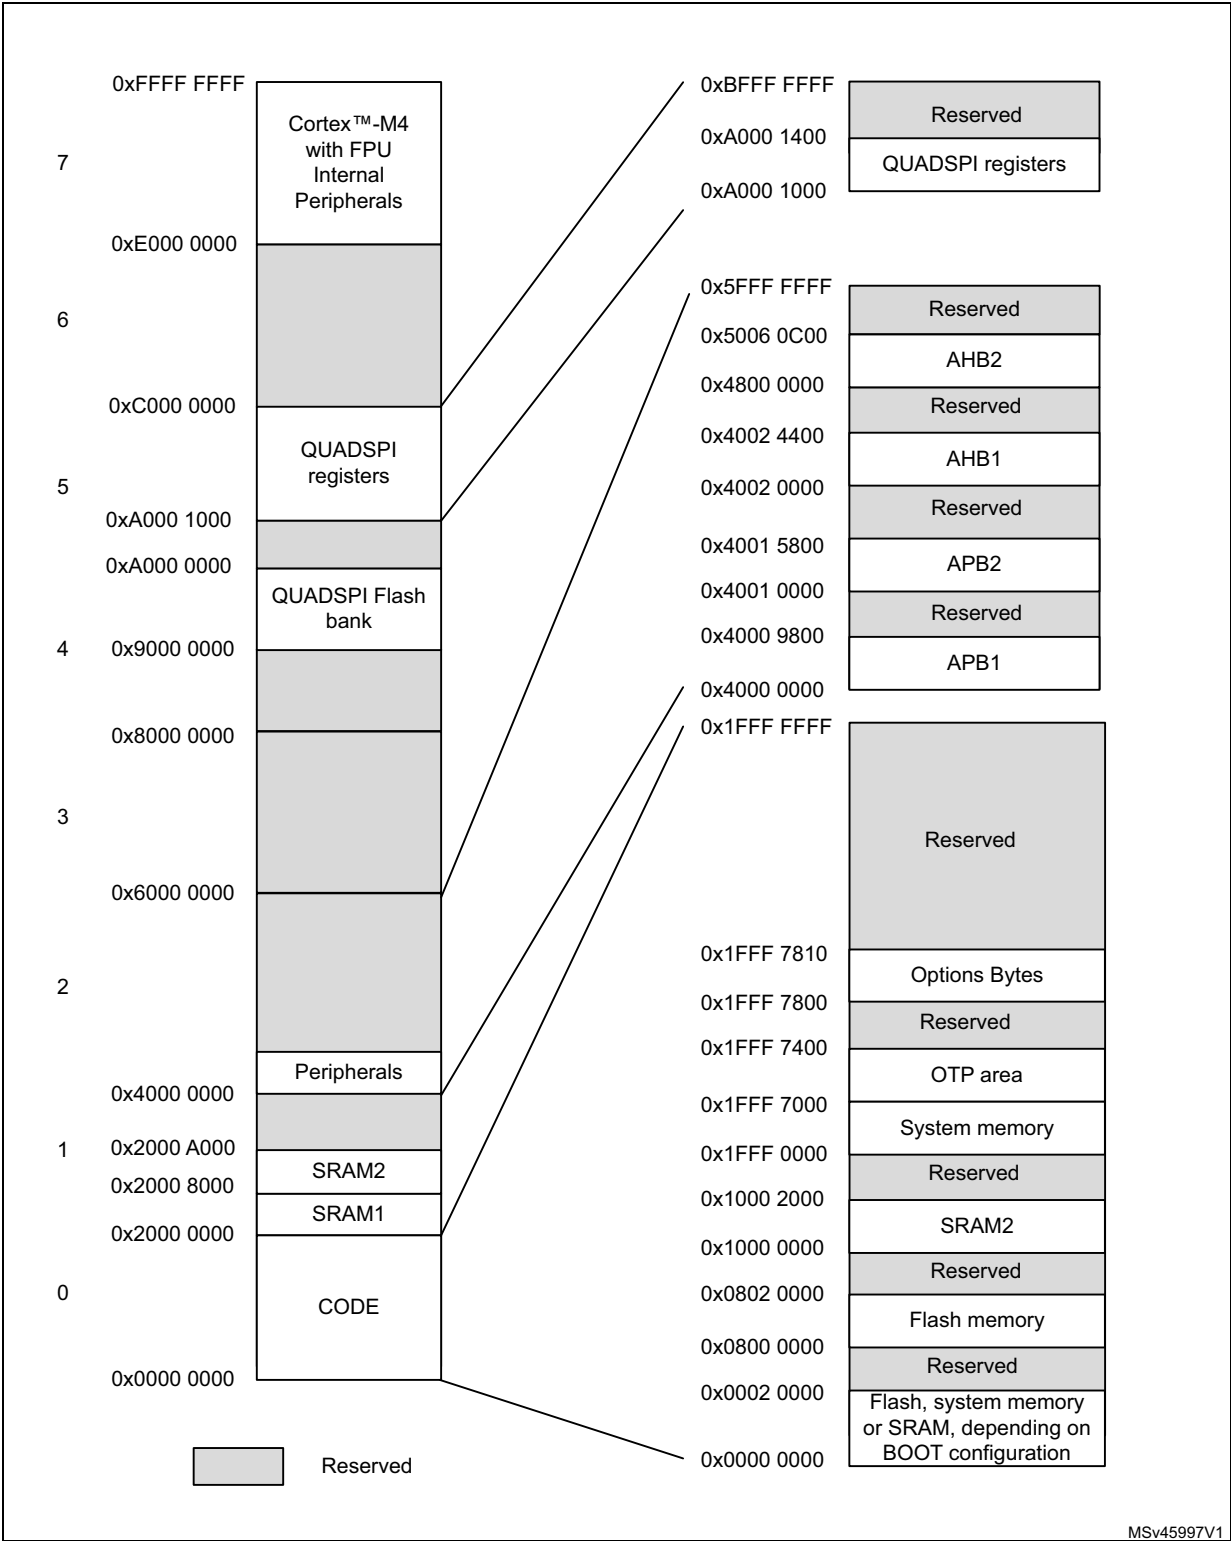 0xFFFF FFFF
Cortex™-M4
with FPU
Internal
Peripherals
7
0xE000 0000
6
0xC000 0000
QUADSPI
registers
5
0xA000 1000
0xA000 0000
QUADSPI Flash
bank
4
0x9000 0000
0x8000 0000
3
0x6000 0000
2
Peripherals
0x4000 0000
1
0x2000 A000
SRAM2
0x2000 8000
SRAM1
0x2000 0000
0
CODE
0x0000 0000
Reserved
0xBFFF FFFF
Reserved
0xA000 1400
QUADSPI registers
0xA000 1000
0x5FFF FFFF
Reserved
0x5006 0C00
AHB2
0x4800 0000
Reserved
0x4002 4400
AHB1
0x4002 0000
Reserved
0x4001 5800
APB2
0x4001 0000
Reserved
0x4000 9800
APB1
0x4000 0000
0x1FFF FFFF
Reserved
0x1FFF 7810
Options Bytes
0x1FFF 7800
Reserved
0x1FFF 7400
OTP area
0x1FFF 7000
System memory
0x1FFF 0000
Reserved
0x1000 2000
SRAM2
0x1000 0000
Reserved
0x0802 0000
Flash memory
0x0800 0000
Reserved
0x0002 0000
Flash, system memory
or SRAM, depending on
BOOT configuration
0x0000 0000
MSv45997V1